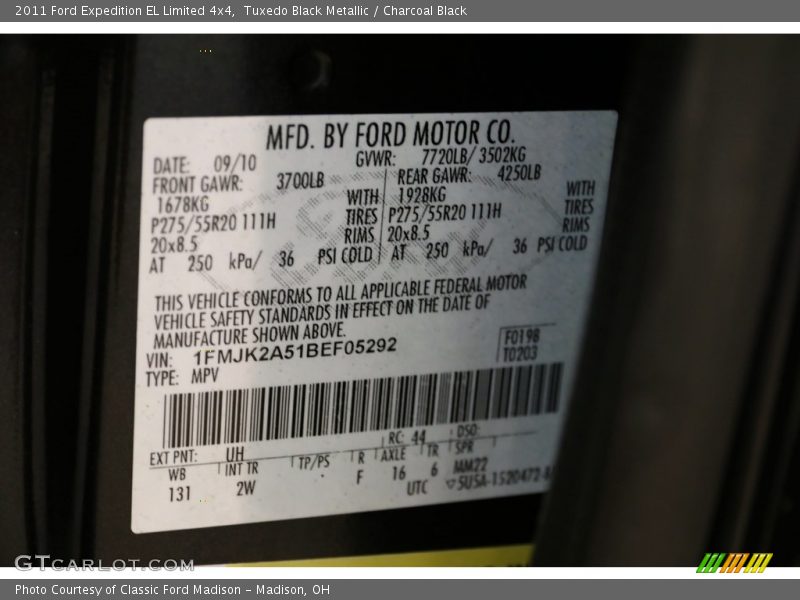 2011 Ford Expedition EL Limited 4x4,  Tuxedo Black Metallic / Charcoal Black
MFD. BY FORD MOTOR CO.
DATE: 09/10 GVWR: 7720LB/ 3502KG
FRONT GAWR: 3700LB REAR GAWR: 4250LB
1678KG WITH 1928KG WITH
P275/55R20 111H TIRES P275/55R20 111H TIRES
20x8.5 RIMS 20x8.5 RIMS
AT 250 kPa/ 36 PSI COLD AT 250 kPa/ 36 PSI COLD
THIS VEHICLE CONFORMS TO ALL APPLICABLE FEDERAL MOTOR
VEHICLE SAFETY STANDARDS IN EFFECT ON THE DATE OF
MANUFACTURE SHOWN ABOVE.
VIN: 1FMJK2A51BEF05292 F0198
TYPE: MPV T0203
EXT PNT: UH RC: 44 DSO:
WB INT TR TP/PS R AXLE TR SPR
131 2W F 16 6 MM22
UTC
GTCARLOT.COM
Photo Courtesy of Classic Ford Madison - Madison, OH